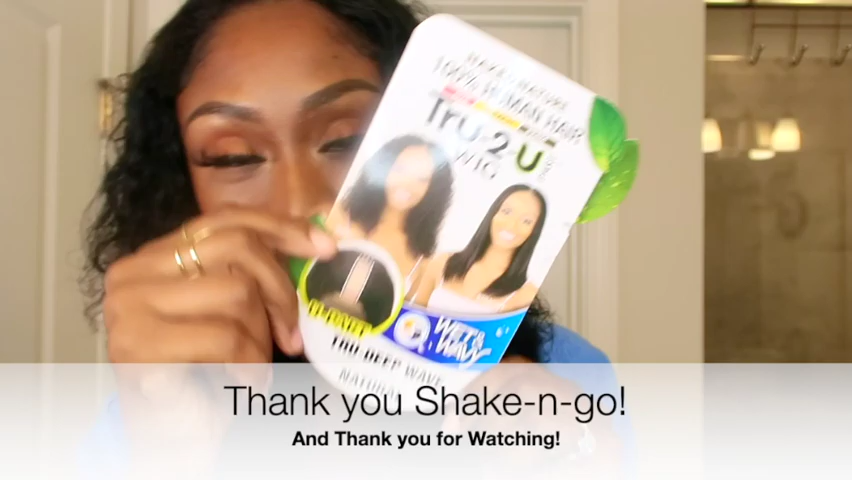 100% HUMAN HAIR
Tru-2-U
WIG
WET &
WAVY
TRU DEEP WAVE
NATURAL
Thank you Shake-n-go!
And Thank you for Watching!